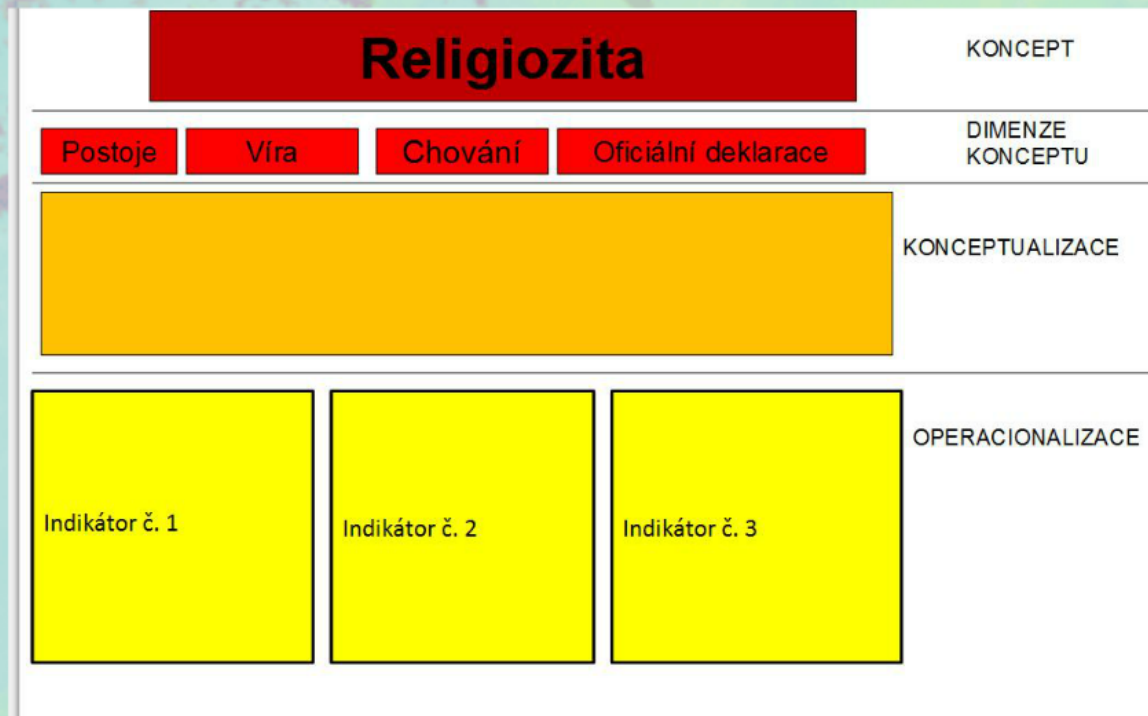 Religiozita
KONCEPT
Postoje
Víra
Chování
Oficiální deklarace
DIMENZE
KONCEPTU
KONCEPTUALIZACE
OPERACIONALIZACE
Indikátor č. 1
Indikátor č. 2
Indikátor č. 3